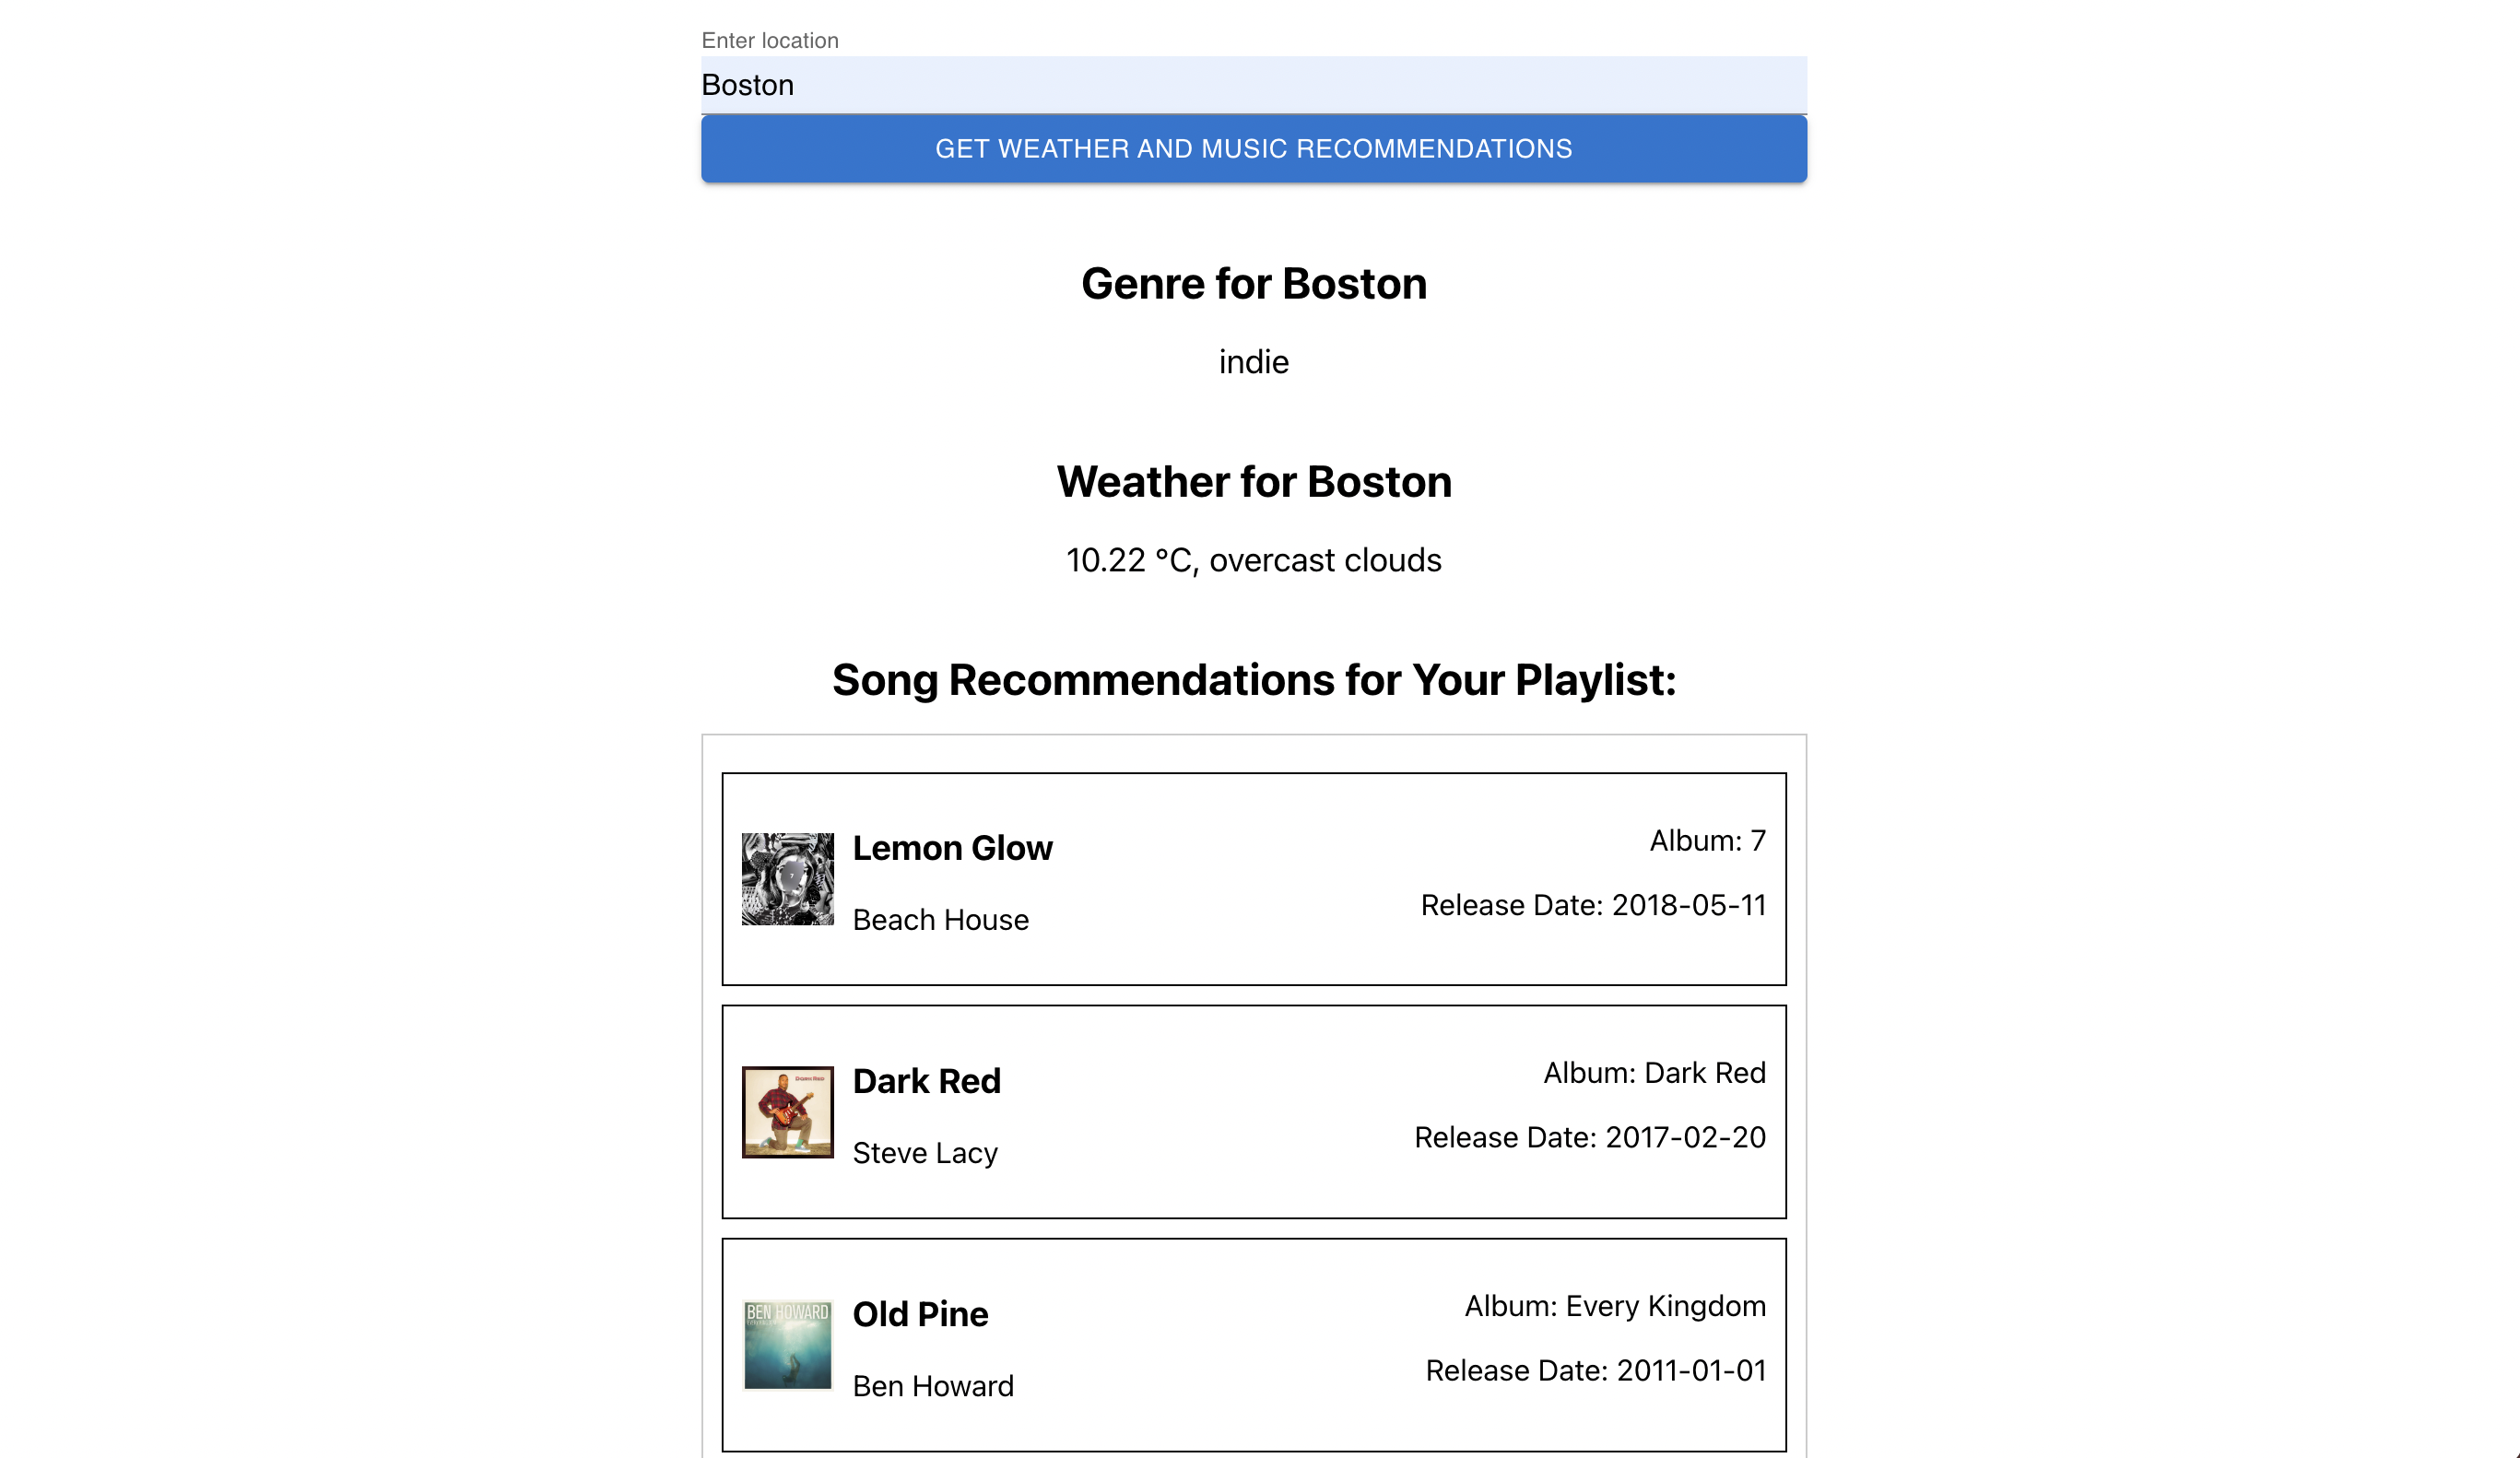 Enter location
Boston
GET WEATHER AND MUSIC RECOMMENDATIONS
Genre for Boston
indie
Weather for Boston
10.22 °C, overcast clouds
Song Recommendations for Your Playlist:
7
Lemon Glow
Beach House
Album: 7
Release Date: 2018-05-11
Dark Red
Steve Lacy
Album: Dark Red
Release Date: 2017-02-20
BEN HOWARD
Old Pine
Ben Howard
Album: Every Kingdom
Release Date: 2011-01-01